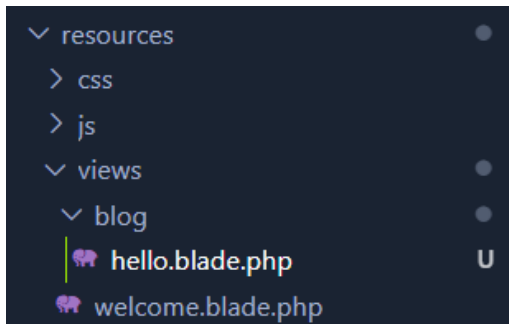 resources
css
js
views
blog
hello.blade.php U
welcome.blade.php